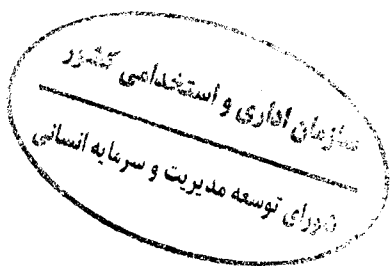 سازمان اداری و استخدامی کشور
شورای توسعه مدیریت و سرمایه انسانی